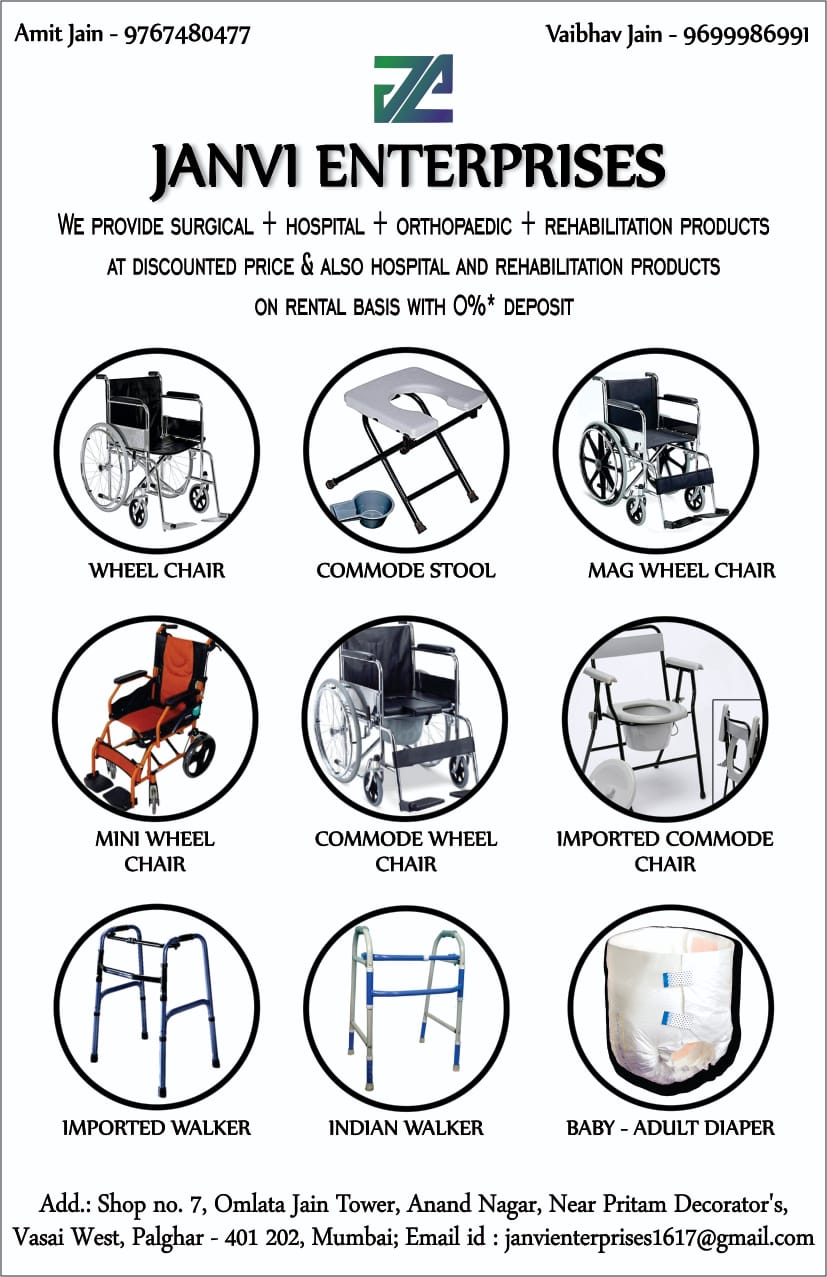 Amit Jain - 9767480477
Vaibhav Jain - 9699986991
JANVI ENTERPRISES
WE PROVIDE SURGICAL + HOSPITAL + ORTHOPAEDIC + REHABILITATION PRODUCTS
AT DISCOUNTED PRICE & ALSO HOSPITAL AND REHABILITATION PRODUCTS
ON RENTAL BASIS WITH 0%* DEPOSIT
WHEEL CHAIR
COMMODE STOOL
MAG WHEEL CHAIR
MINI WHEEL
CHAIR
COMMODE WHEEL
CHAIR
IMPORTED COMMODE
CHAIR
IMPORTED WALKER
INDIAN WALKER
BABY - ADULT DIAPER
Add.: Shop no. 7, Omlata Jain Tower, Anand Nagar, Near Pritam Decorator's,
Vasai West, Palghar - 401 202, Mumbai; Email id : janvienterprises1617@gmail.com